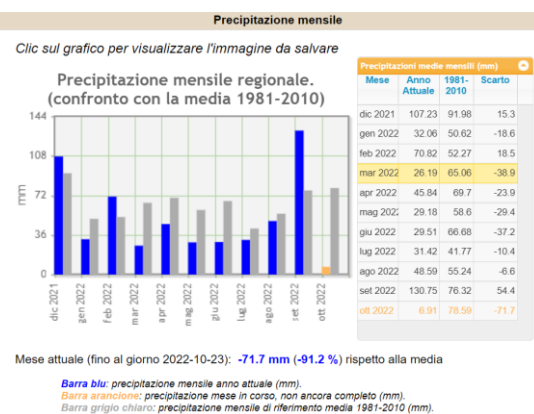 Precipitazione mensile
Clic sul grafico per visualizzare l'immagine da salvare
Precipitazione mensile regionale.
(confronto con la media 1981-2010)
mm
144
108
72
36
0
dic 2021
gen 2022
feb 2022
mar 2022
apr 2022
mag 2022
giu 2022
lug 2022
ago 2022
set 2022
ott 2022
Precipitazioni medie mensili (mm)
Mese Anno Attuale 1981-2010 Scarto
dic 2021 107.23 91.98 15.3
gen 2022 32.06 50.62 -18.6
feb 2022 70.82 52.27 18.5
mar 2022 26.19 65.06 -38.9
apr 2022 45.84 69.7 -23.9
mag 202 29.18 58.6 -29.4
giu 2022 29.51 66.68 -37.2
lug 2022 31.42 41.77 -10.4
ago 2022 48.59 55.24 -6.6
set 2022 130.75 76.32 54.4
ott 2022 6.91 78.59 -71.7
Mese attuale (fino al giorno 2022-10-23): -71.7 mm (-91.2 %) rispetto alla media
Barra blu: precipitazione mensile anno attuale (mm).
Barra arancione: precipitazione mese in corso, non ancora completo (mm).
Barra grigio chiaro: precipitazione mensile di riferimento media 1981-2010 (mm).